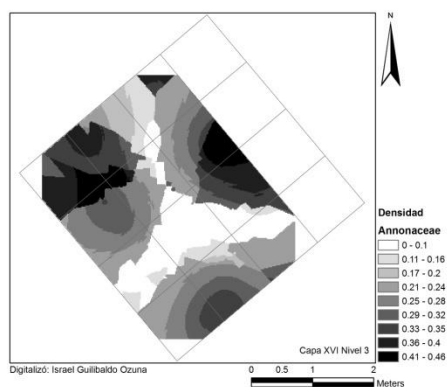 N
Densidad
Annonaceae
0 - 0.1
0.11 - 0.16
0.17 - 0.2
0.21 - 0.24
0.25 - 0.28
0.29 - 0.32
0.33 - 0.35
0.36 - 0.4
0.41 - 0.46
Capa XVI Nivel 3
Digitalizó: Israel Guilibaldo Ozuna
0 0.5 1 2
Meters